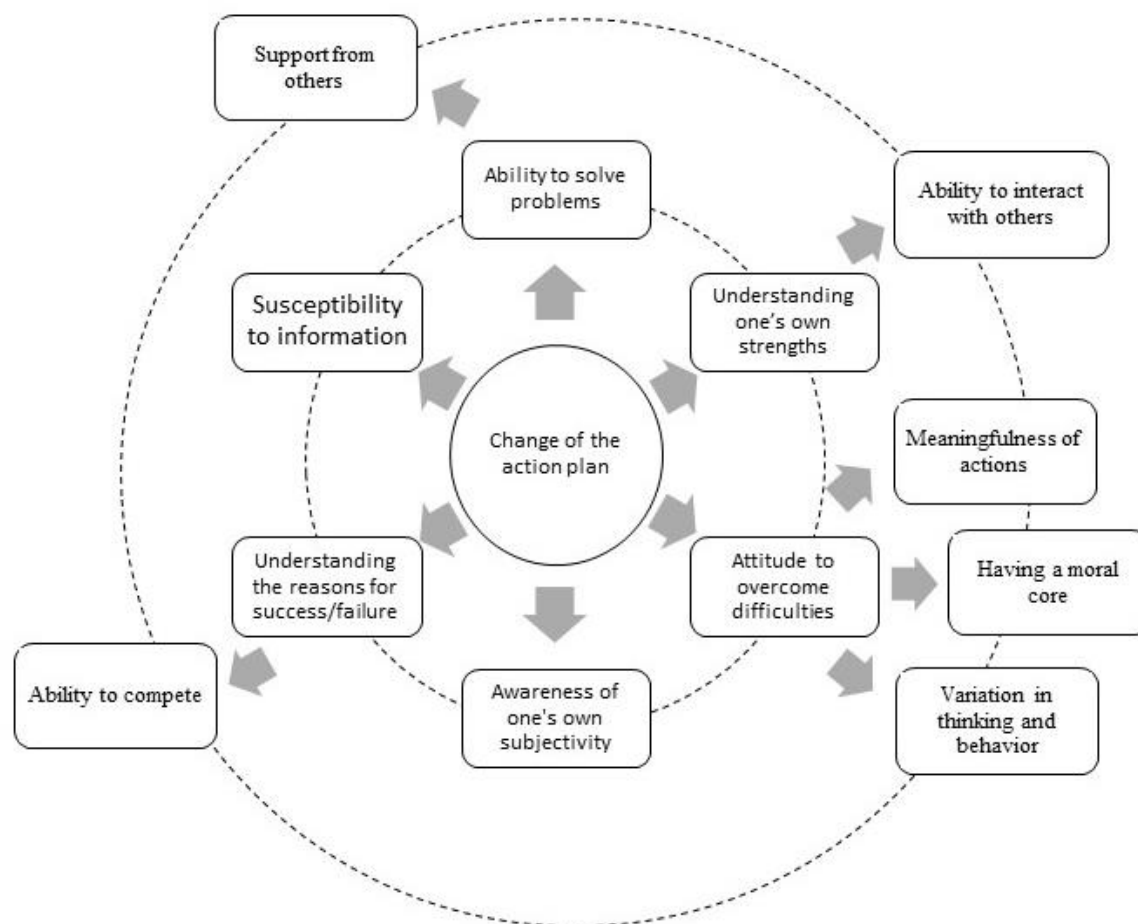 Support from
others
Ability to solve
problems
Ability to interact
with others
Susceptibility
to information
Understanding
one's own
strengths
Change of the
action plan
Meaningfulness of
actions
Understanding
the reasons for
success/failure
Attitude to
overcome
difficulties
Having a moral
core
Ability to compete
Awareness of
one's own
subjectivity
Variation in
thinking and
behavior